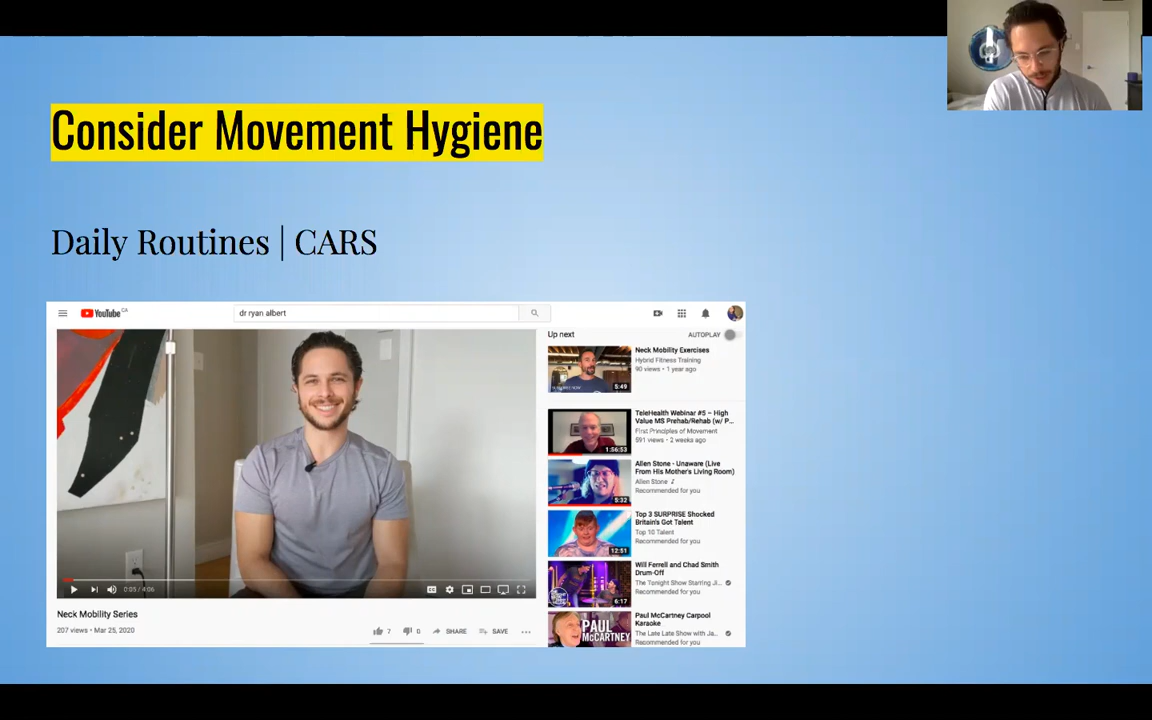 Consider Movement Hygiene
Daily Routines | CARS
YouTube CA
dr ryan albert
Up next
AUTOPLAY
Neck Mobility Exercises
Hybrid Fitness Training
90 views • 1 year ago
5:49
TeleHealth Webinar #5 – High
Value MS Prehab/Rehab (w/ P...
First Principles of Movement
591 views • 2 weeks ago
1:56:53
Allen Stone - Unaware (Live
From His Mother's Living Room)
Allen Stone ♪
Recommended for you
5:32
Top 3 SURPRISE Shocked
Britain's Got Talent
Top 10 Talent
Recommended for you
12:51
Will Ferrell and Chad Smith
Drum-Off
The Tonight Show Starring Ji...
Recommended for you
6:17
Paul McCartney Carpool
Karaoke
The Late Late Show with Ja...
Recommended for you
PAUL
McCARTNEY
0:05 / 4:06
Neck Mobility Series
207 views • Mar 25, 2020
7
0
SHARE
SAVE